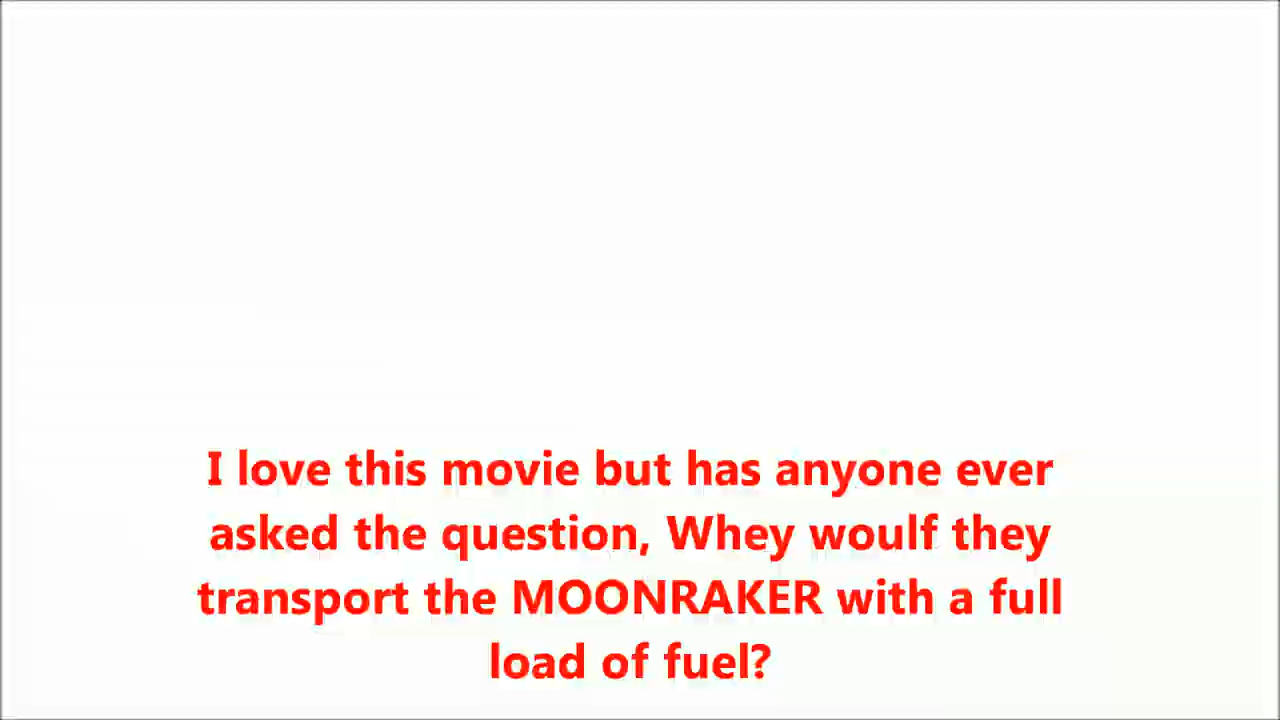 I love this movie but has anyone ever
asked the question, Whey woulf they
transport the MOONRAKER with a full
load of fuel?